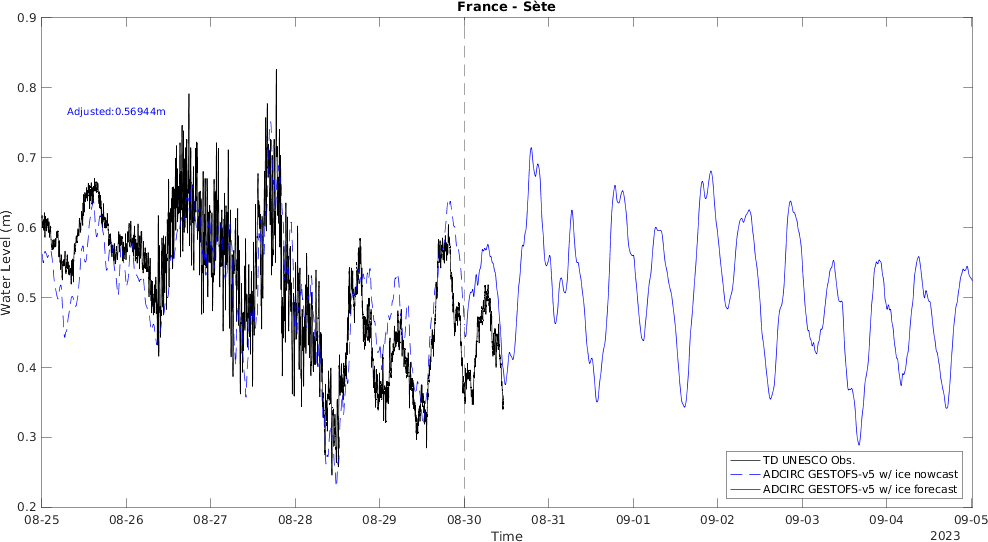 France - Sète
0.9
0.8
0.7
0.6
0.5
0.4
0.3
0.2
Water Level (m)
Adjusted:0.56944m
TD UNESCO Obs.
ADCIRC GESTOFS-v5 w/ ice nowcast
ADCIRC GESTOFS-v5 w/ ice forecast
08-25 08-26 08-27 08-28 08-29 08-30 08-31 09-01 09-02 09-03 09-04 09-05
Time
2023